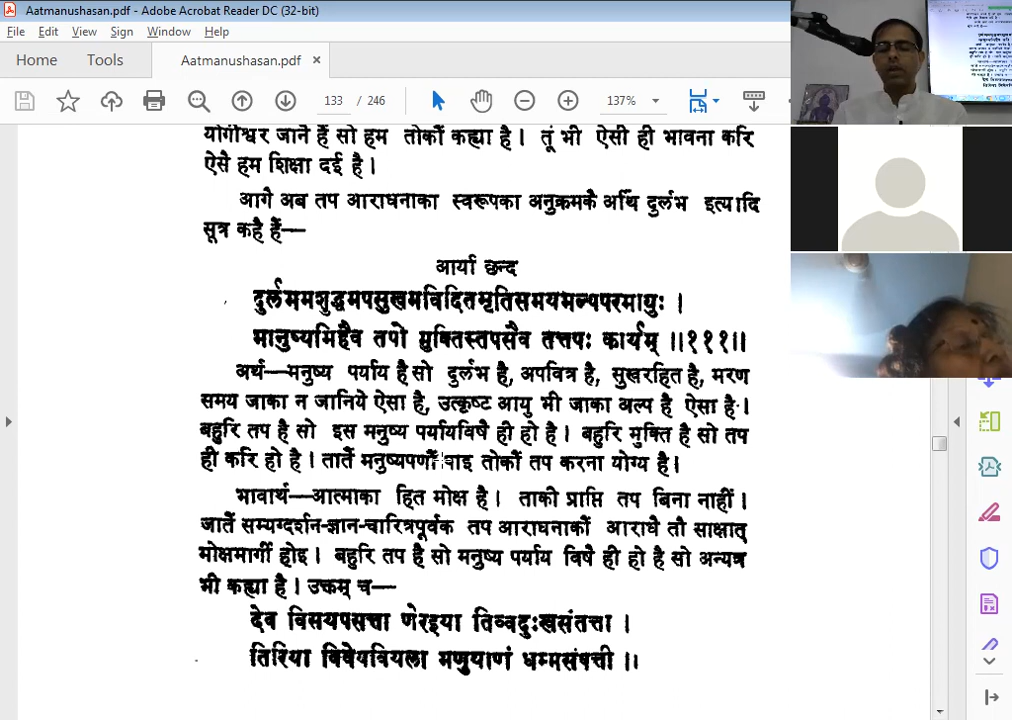 Aatmanushasan.pdf - Adobe Acrobat Reader DC (32-bit)
File Edit View Sign Window Help
Home Tools Aatmanushasan.pdf ×
133 / 246 137%
योगीश्वर जानै हैं सो हम तोकौं कह्या है। तूं भी ऐसी ही भावना करि
ऐसै हम शिक्षा दई है।
आगै अब तप आराधनाका स्वरूपका अनुक्रमकै अर्थि दुर्लभ इत्यादि
सूत्र कहै हैं—
आर्या छन्द
दुर्लभमशुद्धमपसुखमविदितमृतिसमयमल्पपरमायुः ।
मानुष्यमिहैव तपो मुक्तिस्तपसैव तत्तपः कार्यम् ॥१११॥
अर्थ—मनुष्य पर्याय है सो दुर्लभ है, अपवित्र है, सुखरहित है, मरण
समय जाका न जानिये ऐसा है, उत्कृष्ट आयु भी जाका अल्प है ऐसा है।
बहुरि तप है सो इस मनुष्य पर्यायविषै ही हो है। बहुरि मुक्ति है सो तप
ही करि हो है। तातैं मनुष्यपणौं पाइ तोकौं तप करना योग्य है।
भावार्थ—आत्माका हित मोक्ष है। ताकी प्राप्ति तप बिना नाहीं।
जातैं सम्यग्दर्शन-ज्ञान-चारित्रपूर्वक तप आराधनाकौं आराधै तौ साक्षात्
मोक्षमार्गी होइ। बहुरि तप है सो मनुष्य पर्याय विषै ही हो है सो अन्यत्र
भी कह्या है। उक्तम् च—
देव विसयपसत्ता णेरइया तिव्वदुःखसंतत्ता ।
तिरिया विवेयवियला मणुयाणं धम्मसंपत्ती ॥